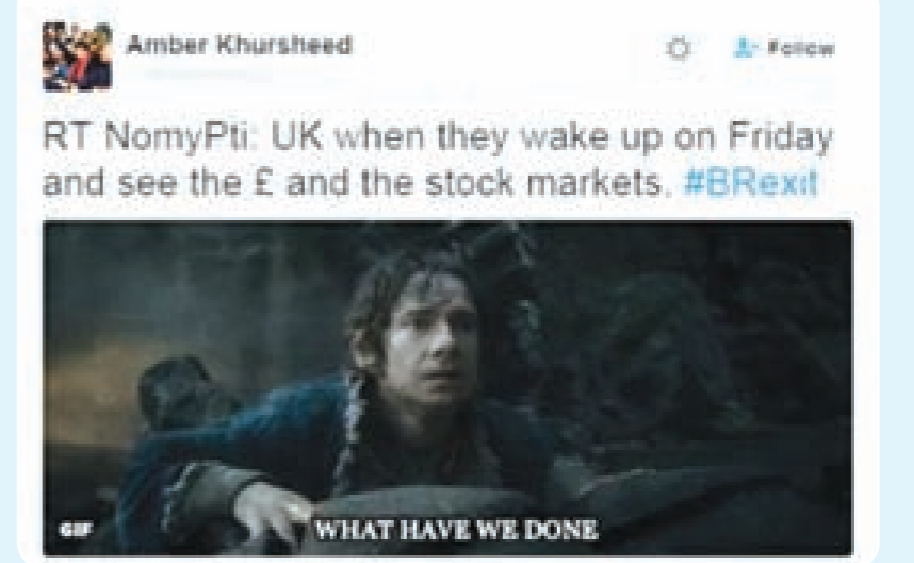 Amber Khursheed
Follow
RT NomyPti: UK when they wake up on Friday
and see the £ and the stock markets. #BRexit
GIF
WHAT HAVE WE DONE